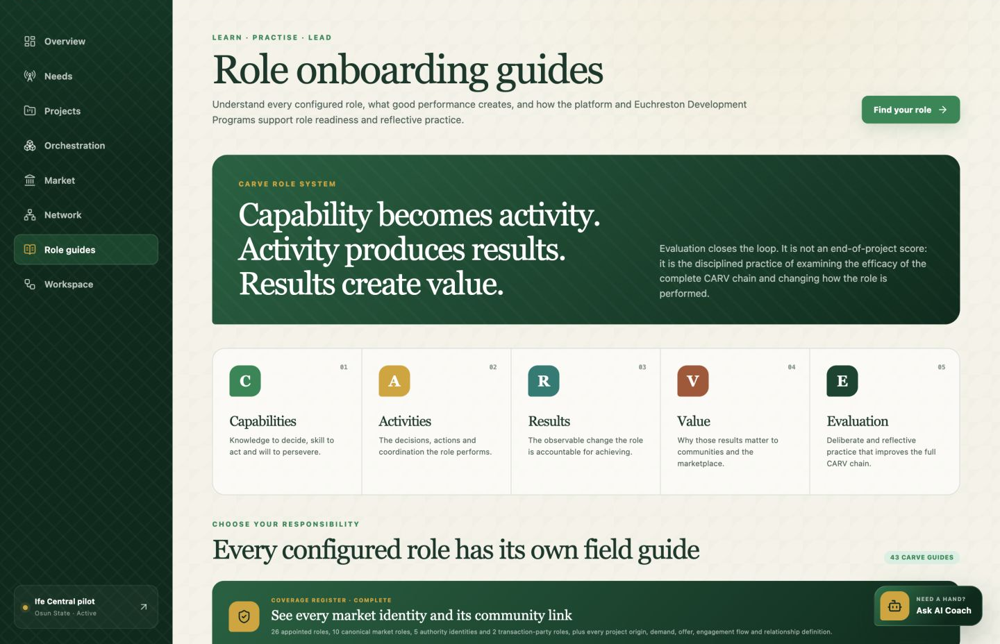 Overview
Needs
Projects
Orchestration
Market
Network
Role guides
Workspace
Ife Central pilot
Osun State · Active
LEARN · PRACTISE · LEAD
Role onboarding guides
Understand every configured role, what good performance creates, and how the platform and Euchreston Development
Programs support role readiness and reflective practice.
Find your role
CARVE ROLE SYSTEM
Capability becomes activity.
Activity produces results.
Results create value.
Evaluation closes the loop. It is not an end-of-project score:
it is the disciplined practice of examining the efficacy of the
complete CARV chain and changing how the role is
performed.
C
01
Capabilities
Knowledge to decide, skill to
act and will to persevere.
A
02
Activities
The decisions, actions and
coordination the role performs.
R
03
Results
The observable change the role
is accountable for achieving.
V
04
Value
Why those results matter to
communities and the
marketplace.
E
05
Evaluation
Deliberate and reflective
practice that improves the full
CARV chain.
CHOOSE YOUR RESPONSIBILITY
Every configured role has its own field guide
43 CARVE GUIDES
COVERAGE REGISTER · COMPLETE
See every market identity and its community link
26 appointed roles, 10 canonical market roles, 5 authority identities and 2 transaction-party roles, plus every project origin, demand, offer, engagement flow and relationship definition.
NEED A HAND?
Ask AI Coach